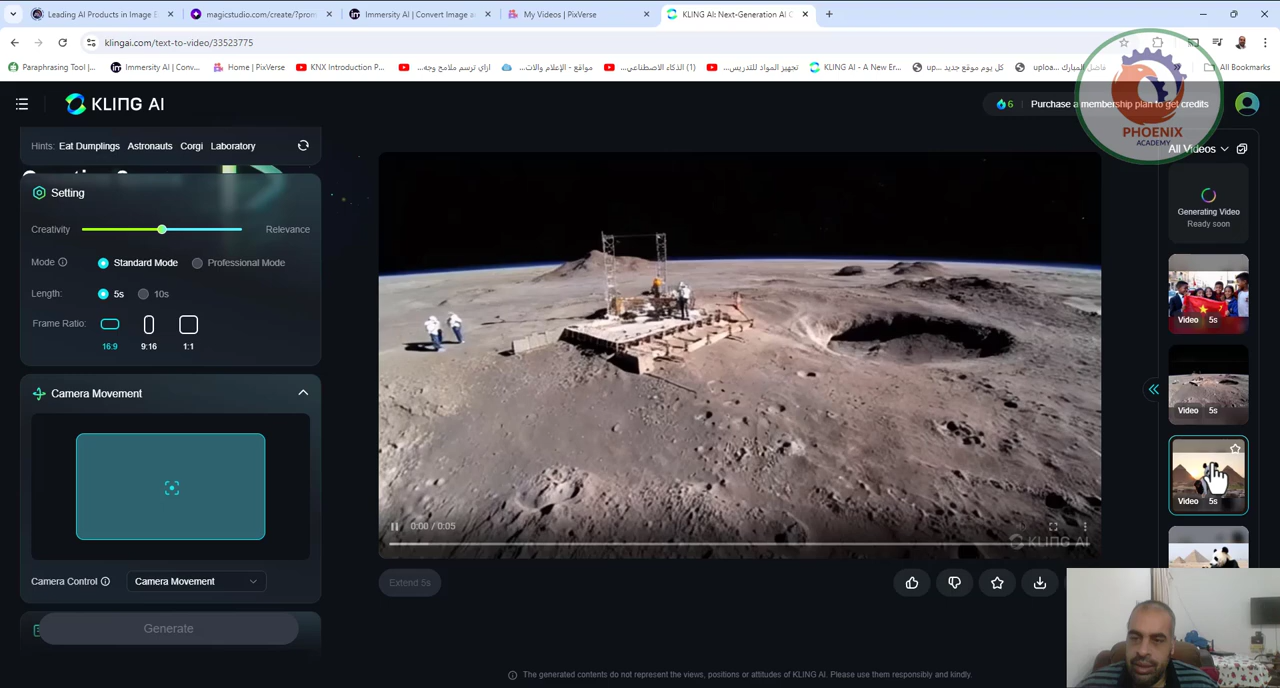 Leading AI Products in Image E
magicstudio.com/create/?prom
Immersity AI | Convert Image a
My Videos | PixVerse
KLING AI: Next-Generation AI C
klingai.com/text-to-video/33523775
Paraphrasing Tool |...
Immersity AI | Conv...
Home | PixVerse
KNX Introduction P...
ازاي ترسم ملامح وجه...
مواقع - الإعلام والات...
(1) الذكاء الاصطناعي...
تجهيز المواد للتدريس...
KLING AI - A New Er...
كل يوم موقع جديد - up...
All Bookmarks
KLING AI
6
Purchase a membership plan to get credits
PHOENIX
ACADEMY
Hints: Eat Dumplings Astronauts Corgi Laboratory
All Videos
Setting
Generating Video
Ready soon
Creativity
Relevance
Mode
Standard Mode
Professional Mode
Length:
5s
10s
Frame Ratio:
16:9
9:16
1:1
Video 5s
Camera Movement
Video 5s
Video 5s
0:00 / 0:05
KLING AI
Camera Control
Camera Movement
Extend 5s
Generate
The generated contents do not represent the views, positions or attitudes of KLING AI. Please use them responsibly and kindly.